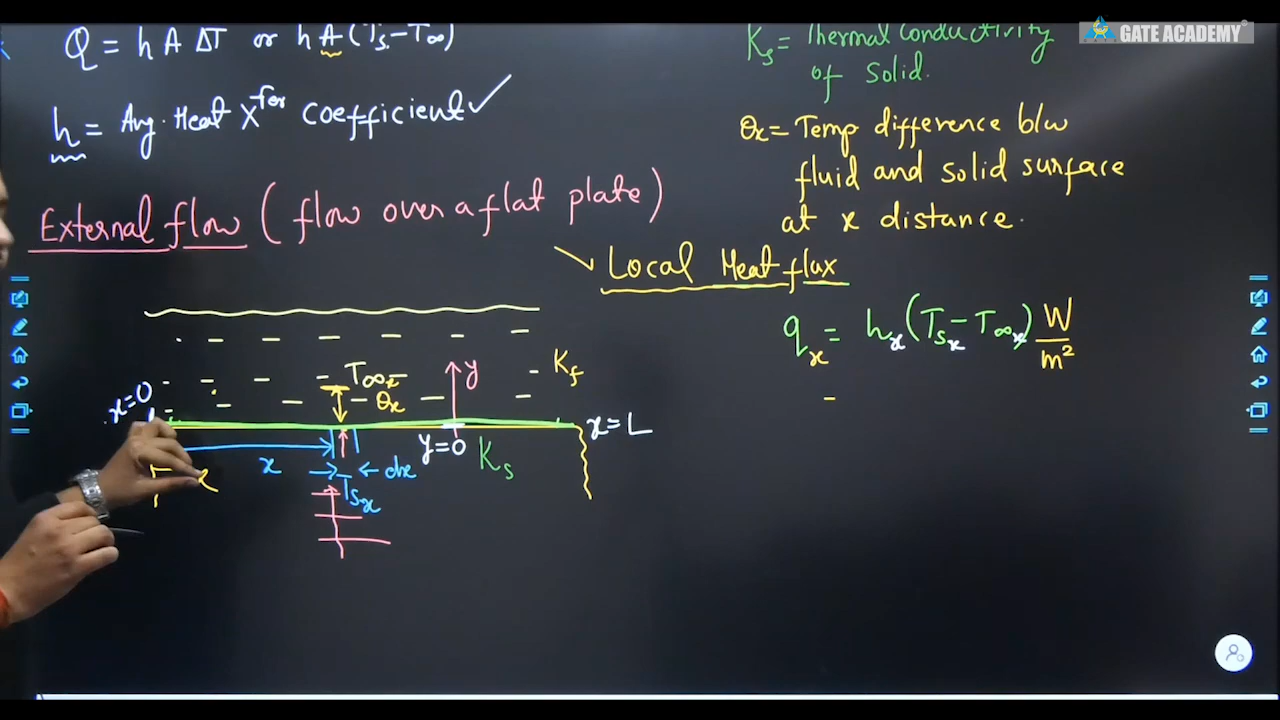 Q = h A ΔT or h A (Ts - T∞)
h = Avg. Heat Xfer coefficient ✓
External flow ( flow over a flat plate )
Ks = Thermal Conductivity
of Solid.
θx = Temp difference b/w
fluid and solid surface
at x distance.
Local Heat flux
qx = hx (Tsx - T∞x) W/m²
=
T∞x
y
Kf
x=0
θx
x=L
x
y=0
Ks
dx
Tsx
GATE ACADEMY